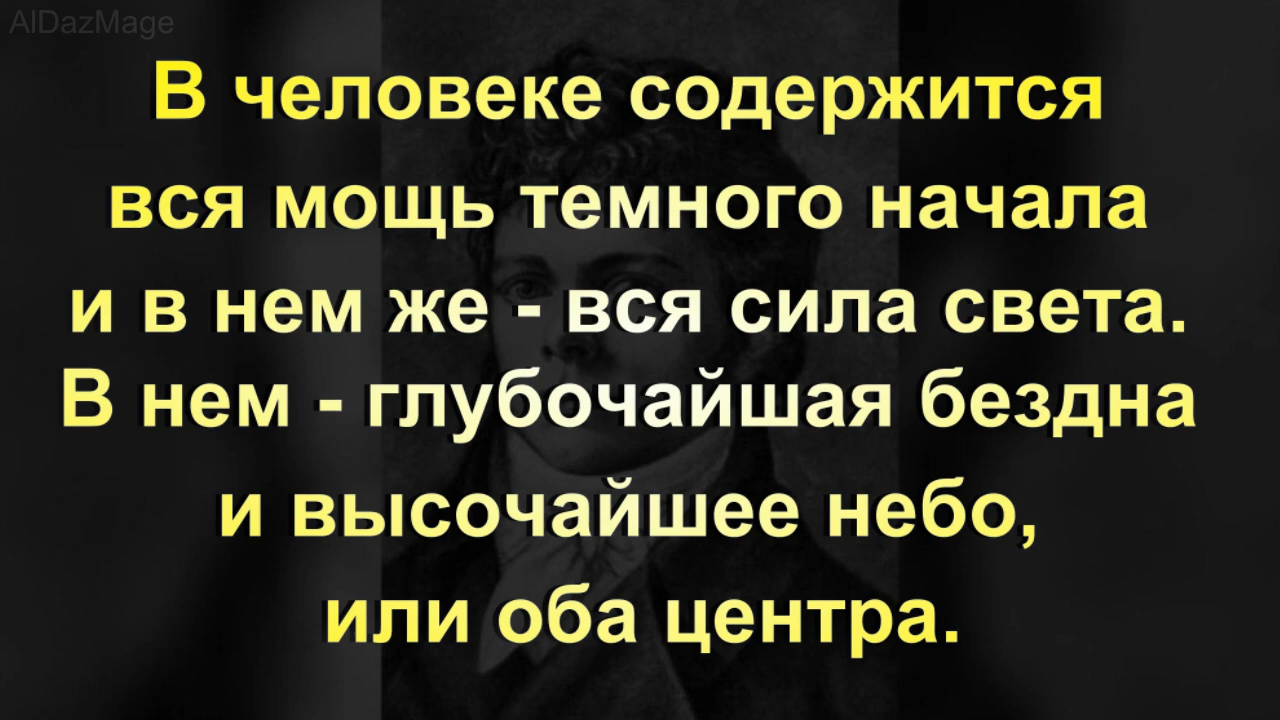 AlDazMage
В человеке содержится
вся мощь темного начала
и в нем же - вся сила света.
В нем - глубочайшая бездна
и высочайшее небо,
или оба центра.